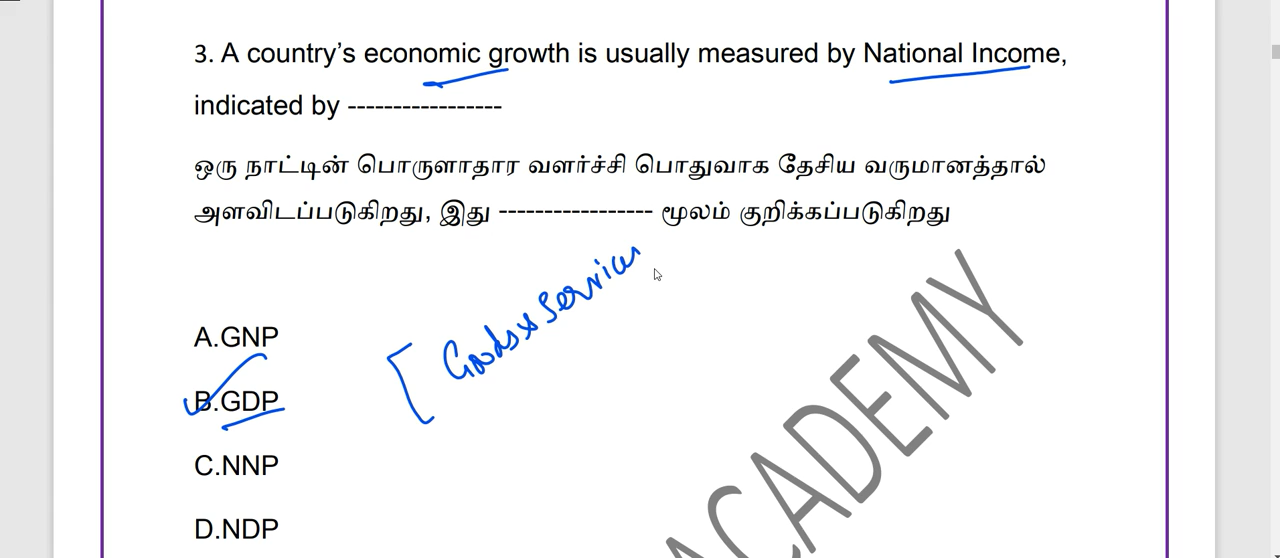 3. A country's economic growth is usually measured by National Income,
indicated by -----------------
ஒரு நாட்டின் பொருளாதார வளர்ச்சி பொதுவாக தேசிய வருமானத்தால்
அளவிடப்படுகிறது, இது ----------------- மூலம் குறிக்கப்படுகிறது
A.GNP
Goods & Services
B.GDP
C.NNP
D.NDP
ACADEMY